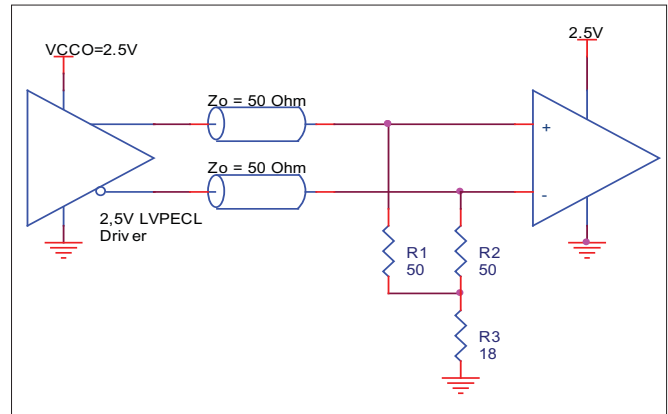 VCCO=2.5V
2.5V
Zo = 50 Ohm
+
Zo = 50 Ohm
-
2,5V LVPECL
Driver
R1
50
R2
50
R3
18